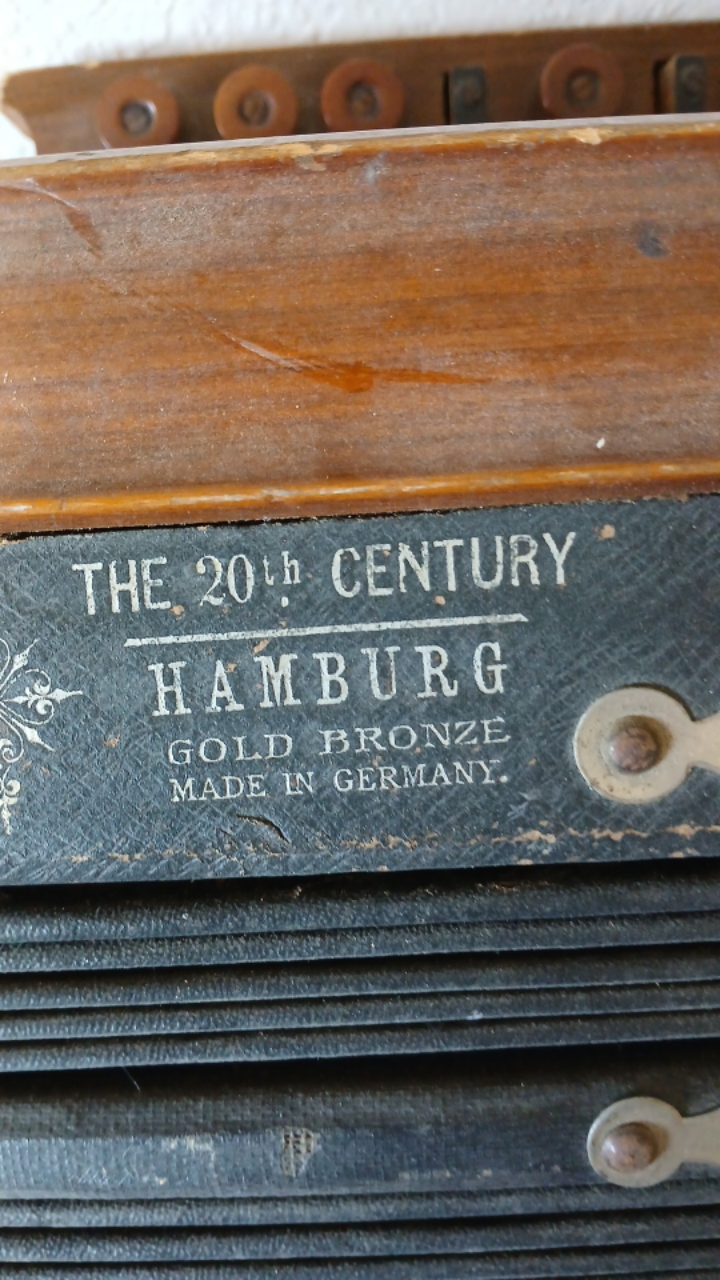 THE 20th CENTURY
HAMBURG
GOLD BRONZE
MADE IN GERMANY.